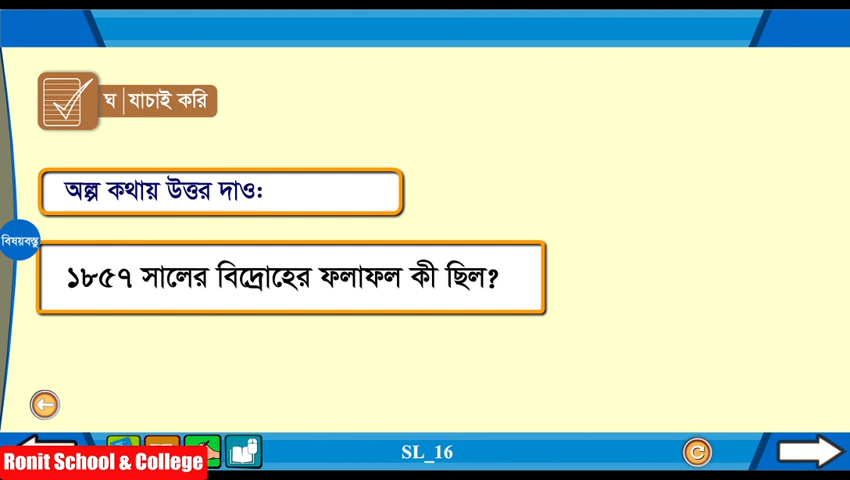 ঘ | যাচাই করি
অল্প কথায় উত্তর দাও:
বিষয়বস্তু
১৮৫৭ সালের বিদ্রোহের ফলাফল কী ছিল?
SL_16
Ronit School & College